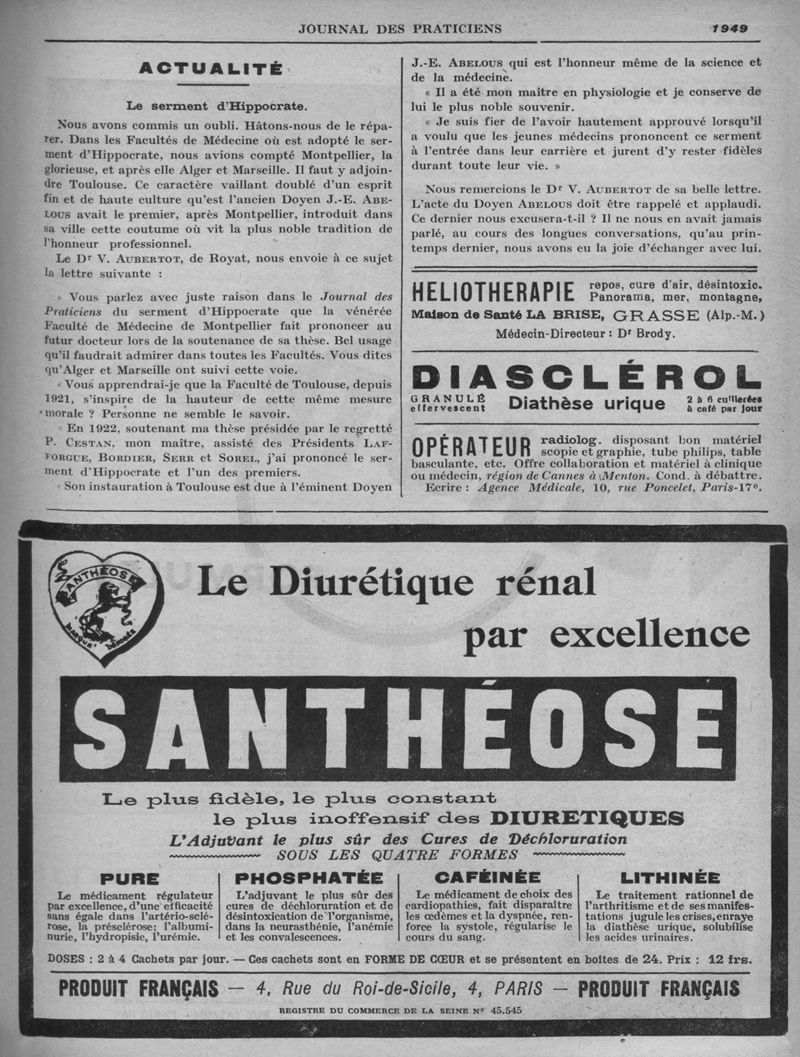 JOURNAL DES PRATICIENS 1949
ACTUALITÉ
Le serment d'Hippocrate.
Nous avons commis un oubli. Hâtons-nous de le répa-
rer. Dans les Facultés de Médecine où est adopté le ser-
ment d'Hippocrate, nous avions compté Montpellier, la
glorieuse, et après elle Alger et Marseille. Il faut y adjoin-
dre Toulouse. Ce caractère vaillant doublé d'un esprit
fin et de haute culture qu'est l'ancien Doyen J.-E. ABE-
LOUS avait le premier, après Montpellier, introduit dans
sa ville cette coutume où vit la plus noble tradition de
l'honneur professionnel.
Le Dr V. AUBERTOT, de Royat, nous envoie à ce sujet
la lettre suivante :
« Vous parlez avec juste raison dans le Journal des
Praticiens du serment d'Hippocrate que la vénérée
Faculté de Médecine de Montpellier fait prononcer au
futur docteur lors de la soutenance de sa thèse. Bel usage
qu'il faudrait admirer dans toutes les Facultés. Vous dites
qu'Alger et Marseille ont suivi cette voie.
« Vous apprendrai-je que la Faculté de Toulouse, depuis
1921, s'inspire de la hauteur de cette même mesure
morale ? Personne ne semble le savoir.
« En 1922, soutenant ma thèse présidée par le regretté
P. CESTAN, mon maître, assisté des Présidents LAF-
FORGUE, BORDIER, SERR et SOREL, j'ai prononcé le ser-
ment d'Hippocrate et l'un des premiers.
« Son instauration à Toulouse est due à l'éminent Doyen
J.-E. ABELOUS qui est l'honneur même de la science et
de la médecine.
« Il a été mon maître en physiologie et je conserve de
lui le plus noble souvenir.
« Je suis fier de l'avoir hautement approuvé lorsqu'il
a voulu que les jeunes médecins prononcent ce serment
à l'entrée dans leur carrière et jurent d'y rester fidèles
durant toute leur vie. »
Nous remercions le Dr V. AUBERTOT de sa belle lettre.
L'acte du Doyen ABELOUS doit être rappelé et applaudi.
Ce dernier nous excusera-t-il ? Il ne nous en avait jamais
parlé, au cours des longues conversations, qu'au prin-
temps dernier, nous avons eu la joie d'échanger avec lui.
HELIOTHERAPIE repos, cure d'air, désintoxic.
Panorama, mer, montagne,
Maison de Santé LA BRISE, GRASSE (Alp.-M.)
Médecin-Directeur : Dr Brody.
DIASCLÉROL
GRANULÉ effervescent Diathèse urique 2 à 6 cuillerées à café par jour
OPÉRATEUR radiolog. disposant bon matériel
scopie et graphie, tube philips, table
basculante, etc. Offre collaboration et matériel à clinique
ou médecin, région de Cannes à Menton. Cond. à débattre.
Ecrire : Agence Médicale, 10, rue Poncelet, Paris-17e.
SANTHÉOSE
Le Diurétique rénal
par excellence
SANTHÉOSE
Le plus fidèle, le plus constant
le plus inoffensif des DIURETIQUES
L'Adjuvant le plus sûr des Cures de Déchloruration
SOUS LES QUATRE FORMES
PURE
Le médicament régulateur
par excellence, d'une efficacité
sans égale dans l'artério-sclé-
rose, la présclérose; l'albumi-
nurie, l'hydropisie, l'urémie.
PHOSPHATÉE
L'adjuvant le plus sûr des
cures de déchloruration et de
désintoxication de l'organisme,
dans la neurasthénie, l'anémie
et les convalescences.
CAFÉINÉE
Le médicament de choix des
cardiopathies, fait disparaître
les œdèmes et la dyspnée, ren-
force la systole, régularise le
cours du sang.
LITHINÉE
Le traitement rationnel de
l'arthritisme et de ses manifes-
tations jugule les crises, enraye
la diathèse urique, solubilise
les acides urinaires.
DOSES : 2 à 4 Cachets par jour. — Ces cachets sont en FORME DE CŒUR et se présentent en boîtes de 24. Prix : 12 frs.
PRODUIT FRANÇAIS — 4, Rue du Roi-de-Sicile, 4, PARIS — PRODUIT FRANÇAIS
REGISTRE DU COMMERCE DE LA SEINE No 45.545